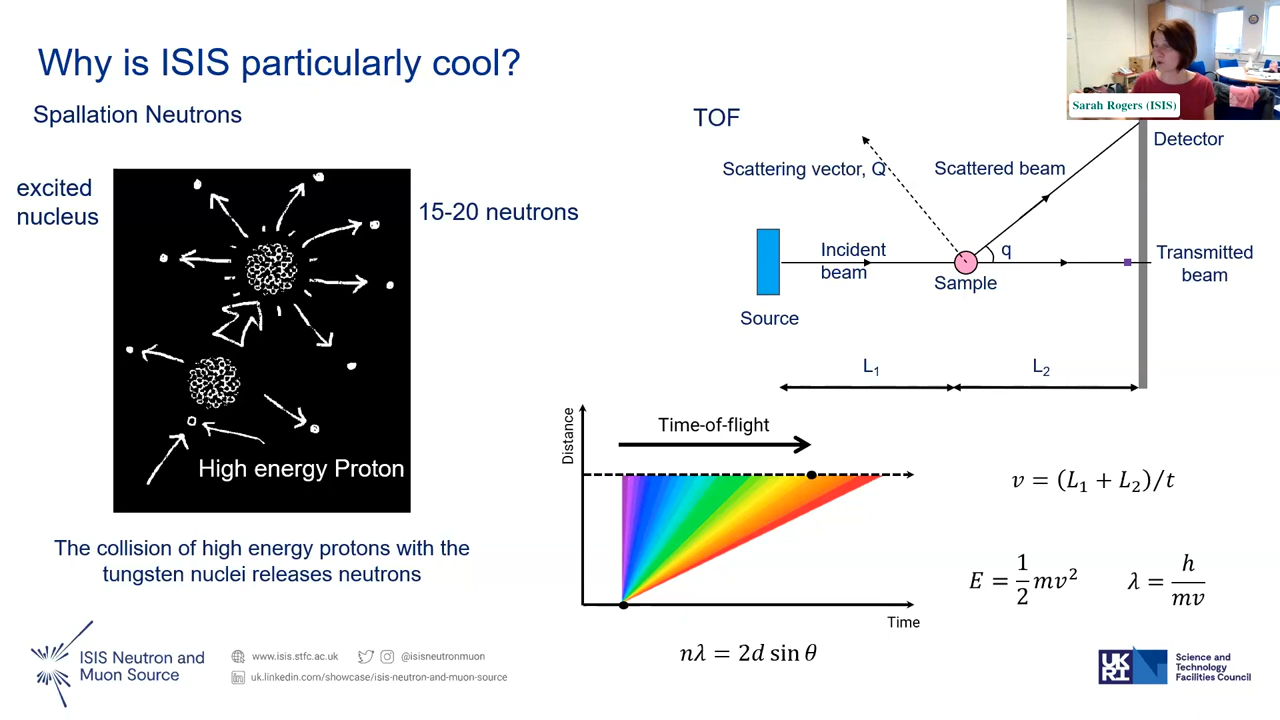 Why is ISIS particularly cool?
Sarah Rogers (ISIS)
Spallation Neutrons
excited
nucleus
15-20 neutrons
High energy Proton
The collision of high energy protons with the
tungsten nuclei releases neutrons
TOF
Detector
Scattering vector, Q
Scattered beam
Incident
beam
q
Sample
Transmitted
beam
Source
L₁
L₂
Distance
Time-of-flight
Time
v = (L₁ + L₂)/t
E = 1/2 mv²
λ = h/mv
nλ = 2d sin θ
ISIS Neutron and
Muon Source
www.isis.stfc.ac.uk
@isisneutronmuon
uk.linkedin.com/showcase/isis-neutron-and-muon-source
UK
RI
Science and
Technology
Facilities Council